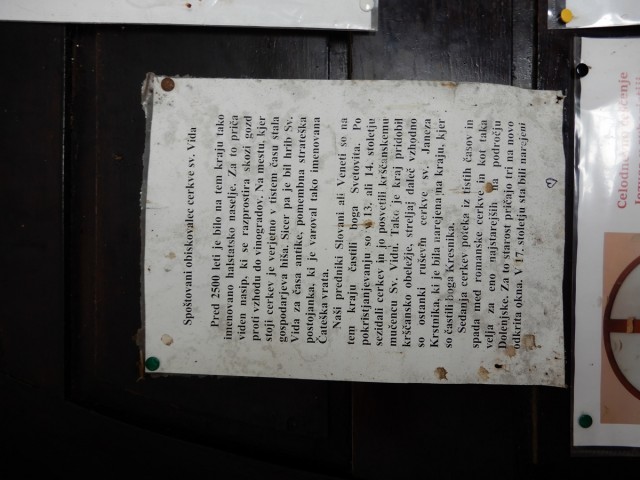 Spoštovani obiskovalec cerkve sv. Vida
Pred 2500 leti je bilo na tem kraju tako
imenovano halštatsko naselje. Za to priča
viden nasip, ki se razprostira skozi gozd
proti vzhodu do vinogradov. Na mestu, kjer
stoji cerkev je verjetno v tistem času stala
gospodarjeva hiša. Sicer pa je bil hrib Sv.
Vida za časa antike, pomembna strateška
postojanka, ki je varoval tako imenovana
Čateška vrata.
Naši predniki Slovani ali Veneti so na
tem kraju častili boga Svetovita. Po
pokristjanjevanju so v 13. ali 14. stoletju
sezidali cerkev in jo posvetili krščanskemu
mučencu Sv. Vidu. Tako je kraj pridobil
krščansko obeležje, streljaj daleč vzhodno
so ostanki ruševin cerkve sv. Janeza
Krstnika, ki je bila narejena na kraju, kjer
so častili boga Kresnika.
Sedanja cerkev poteka iz tistih časov in
spada med romanske cerkve in kot taka
velja za eno najstarejših na področju
Dolenjske. Za to starost pričajo tri na novo
odkrita okna. V 17. stoletju sta bili narejeni